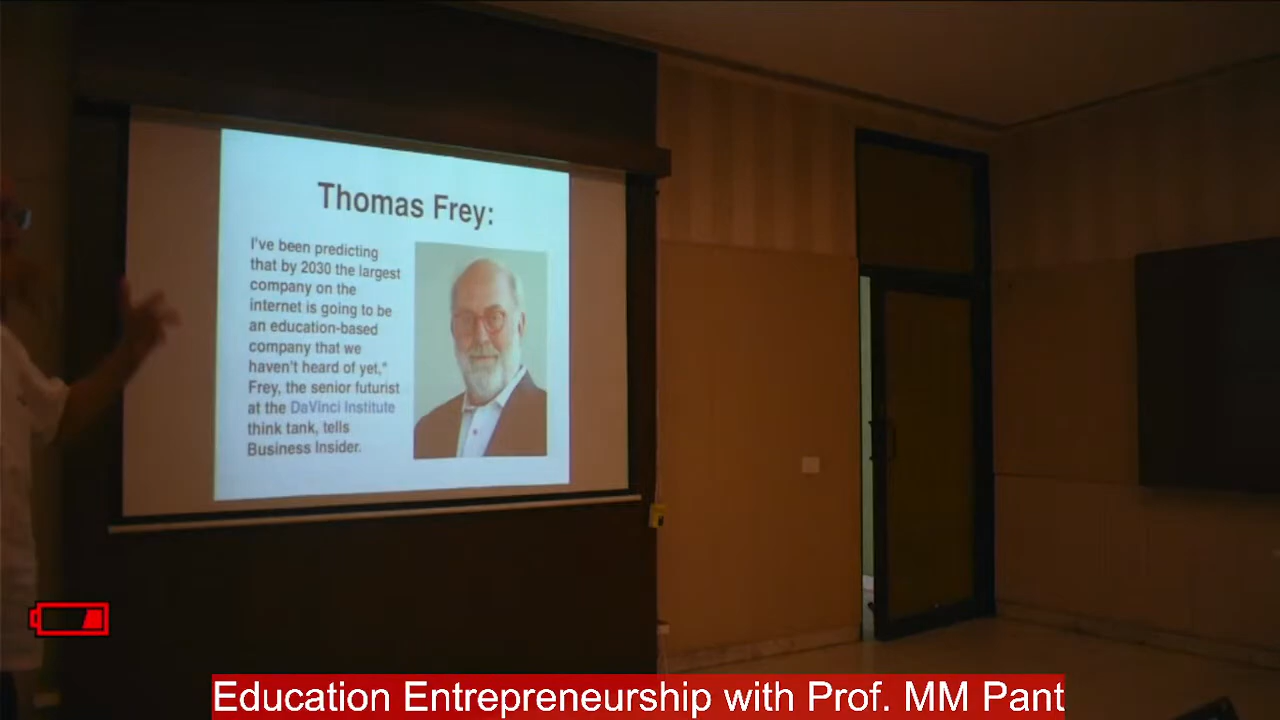 Thomas Frey:
I've been predicting
that by 2030 the largest
company on the
internet is going to be
an education-based
company that we
haven't heard of yet,"
Frey, the senior futurist
at the DaVinci Institute
think tank, tells
Business Insider.
Education Entrepreneurship with Prof. MM Pant